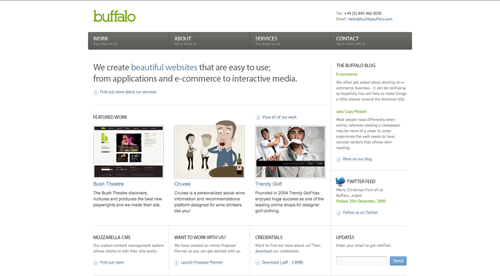 buffalo
Tel: +44 (0) 845 466 8030
Email: hello@builtbybuffalo.com
WORK
See what we do
ABOUT
Get to know us
SERVICES
The things we do
CONTACT
Get in touch with us
We create beautiful websites that are easy to use;
from applications and e-commerce to interactive media.
Find out more about our services
FEATURED WORK
View all of our work
Bush Theatre
The Bush Theatre discovers,
nurtures and produces the best
new playwrights and we made their site.
Cruvee
Cruvee is a personalized social wine
information and recommendations
platform designed for wine drinkers
like you!
Trendy Golf
Founded in 2004 Trendy Golf has
enjoyed huge success as one of the
leading online shops for designer
golf clothing
THE BUFFALO BLOG
E-commerce
We often get asked about starting an e-
commerce business - it can be confusing
so hopefully this will help to make things
a little clearer around the technical bits.
Less Copy Please!
Most people read differently when
online, whereas reading a newspaper
may be more of a cover to cover
experience the web needs to have
concise content that allows skim
reading.
More on our blog
TWITTER FEED
Merry Christmas from all at
Buffalo...enjoy!
Posted 25th December, 2009
Follow us on Twitter
MOZZARELLA CMS
Our custom content management system
allows clients to edit their site easily.
Find out more
WANT TO WORK WITH US?
We have created an online Proposal
Planner so you can get started with us.
Launch Proposal Planner
CREDENTIALS
Want to find out more about us? Then
download our credentials.
Download [.pdf - 2.9MB]
UPDATES
Enter your email to get notified.
Send